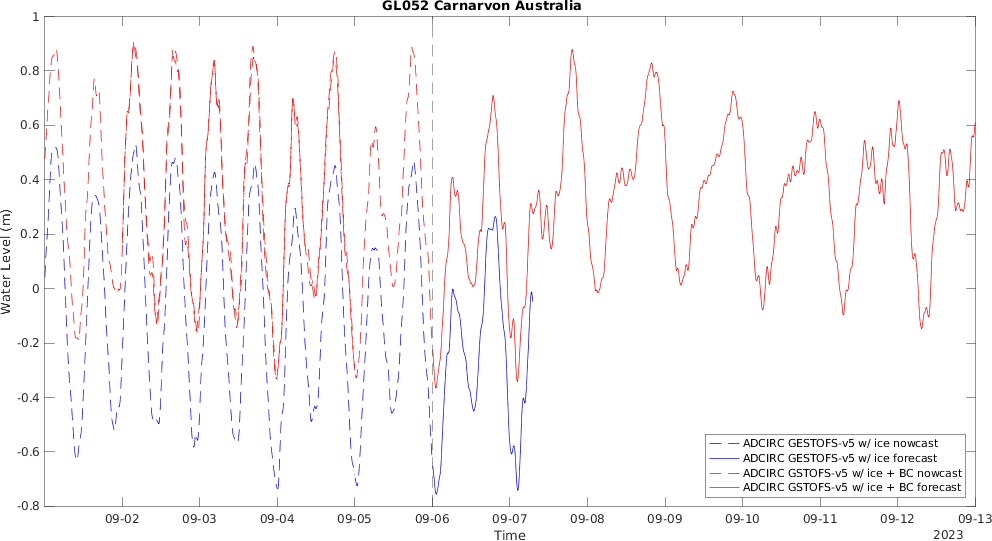 GL052 Carnarvon Australia
1
0.8
0.6
0.4
0.2
0
-0.2
-0.4
-0.6
-0.8
Water Level (m)
ADCIRC GESTOFS-v5 w/ ice nowcast
ADCIRC GESTOFS-v5 w/ ice forecast
ADCIRC GSTOFS-v5 w/ ice + BC nowcast
ADCIRC GSTOFS-v5 w/ ice + BC forecast
09-02 09-03 09-04 09-05 09-06 09-07 09-08 09-09 09-10 09-11 09-12 09-13
Time
2023